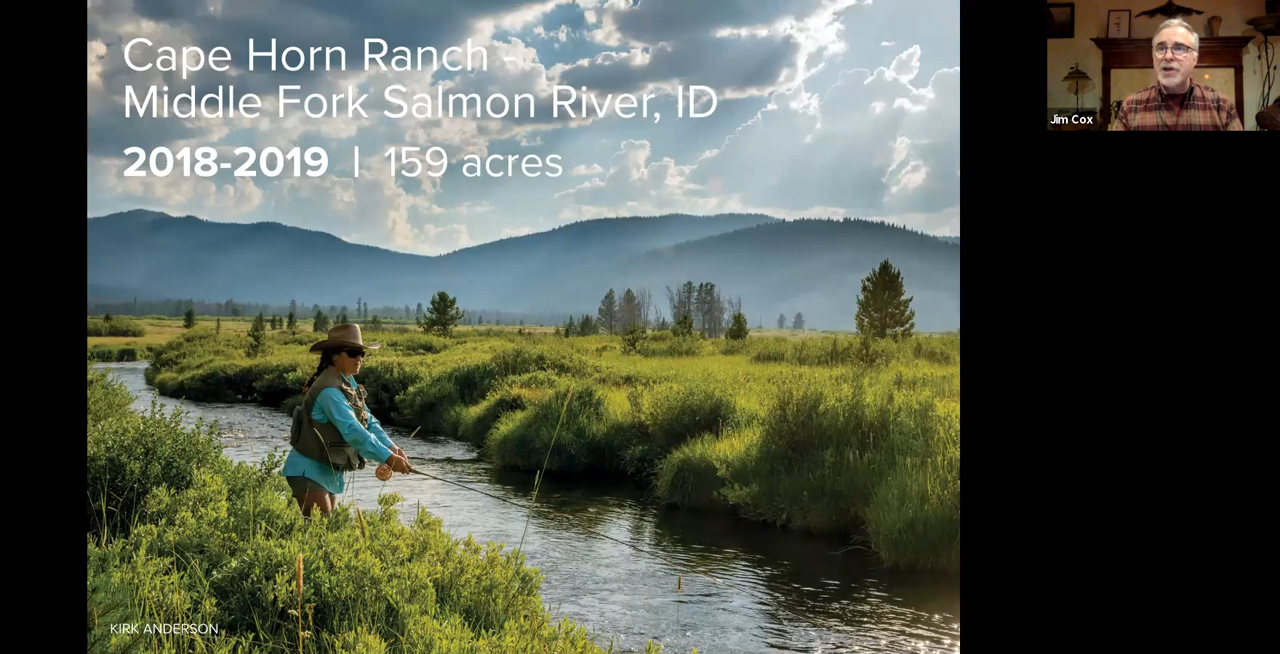 Cape Horn Ranch -
Middle Fork Salmon River, ID
2018-2019 | 159 acres
KIRK ANDERSON
Jim Cox